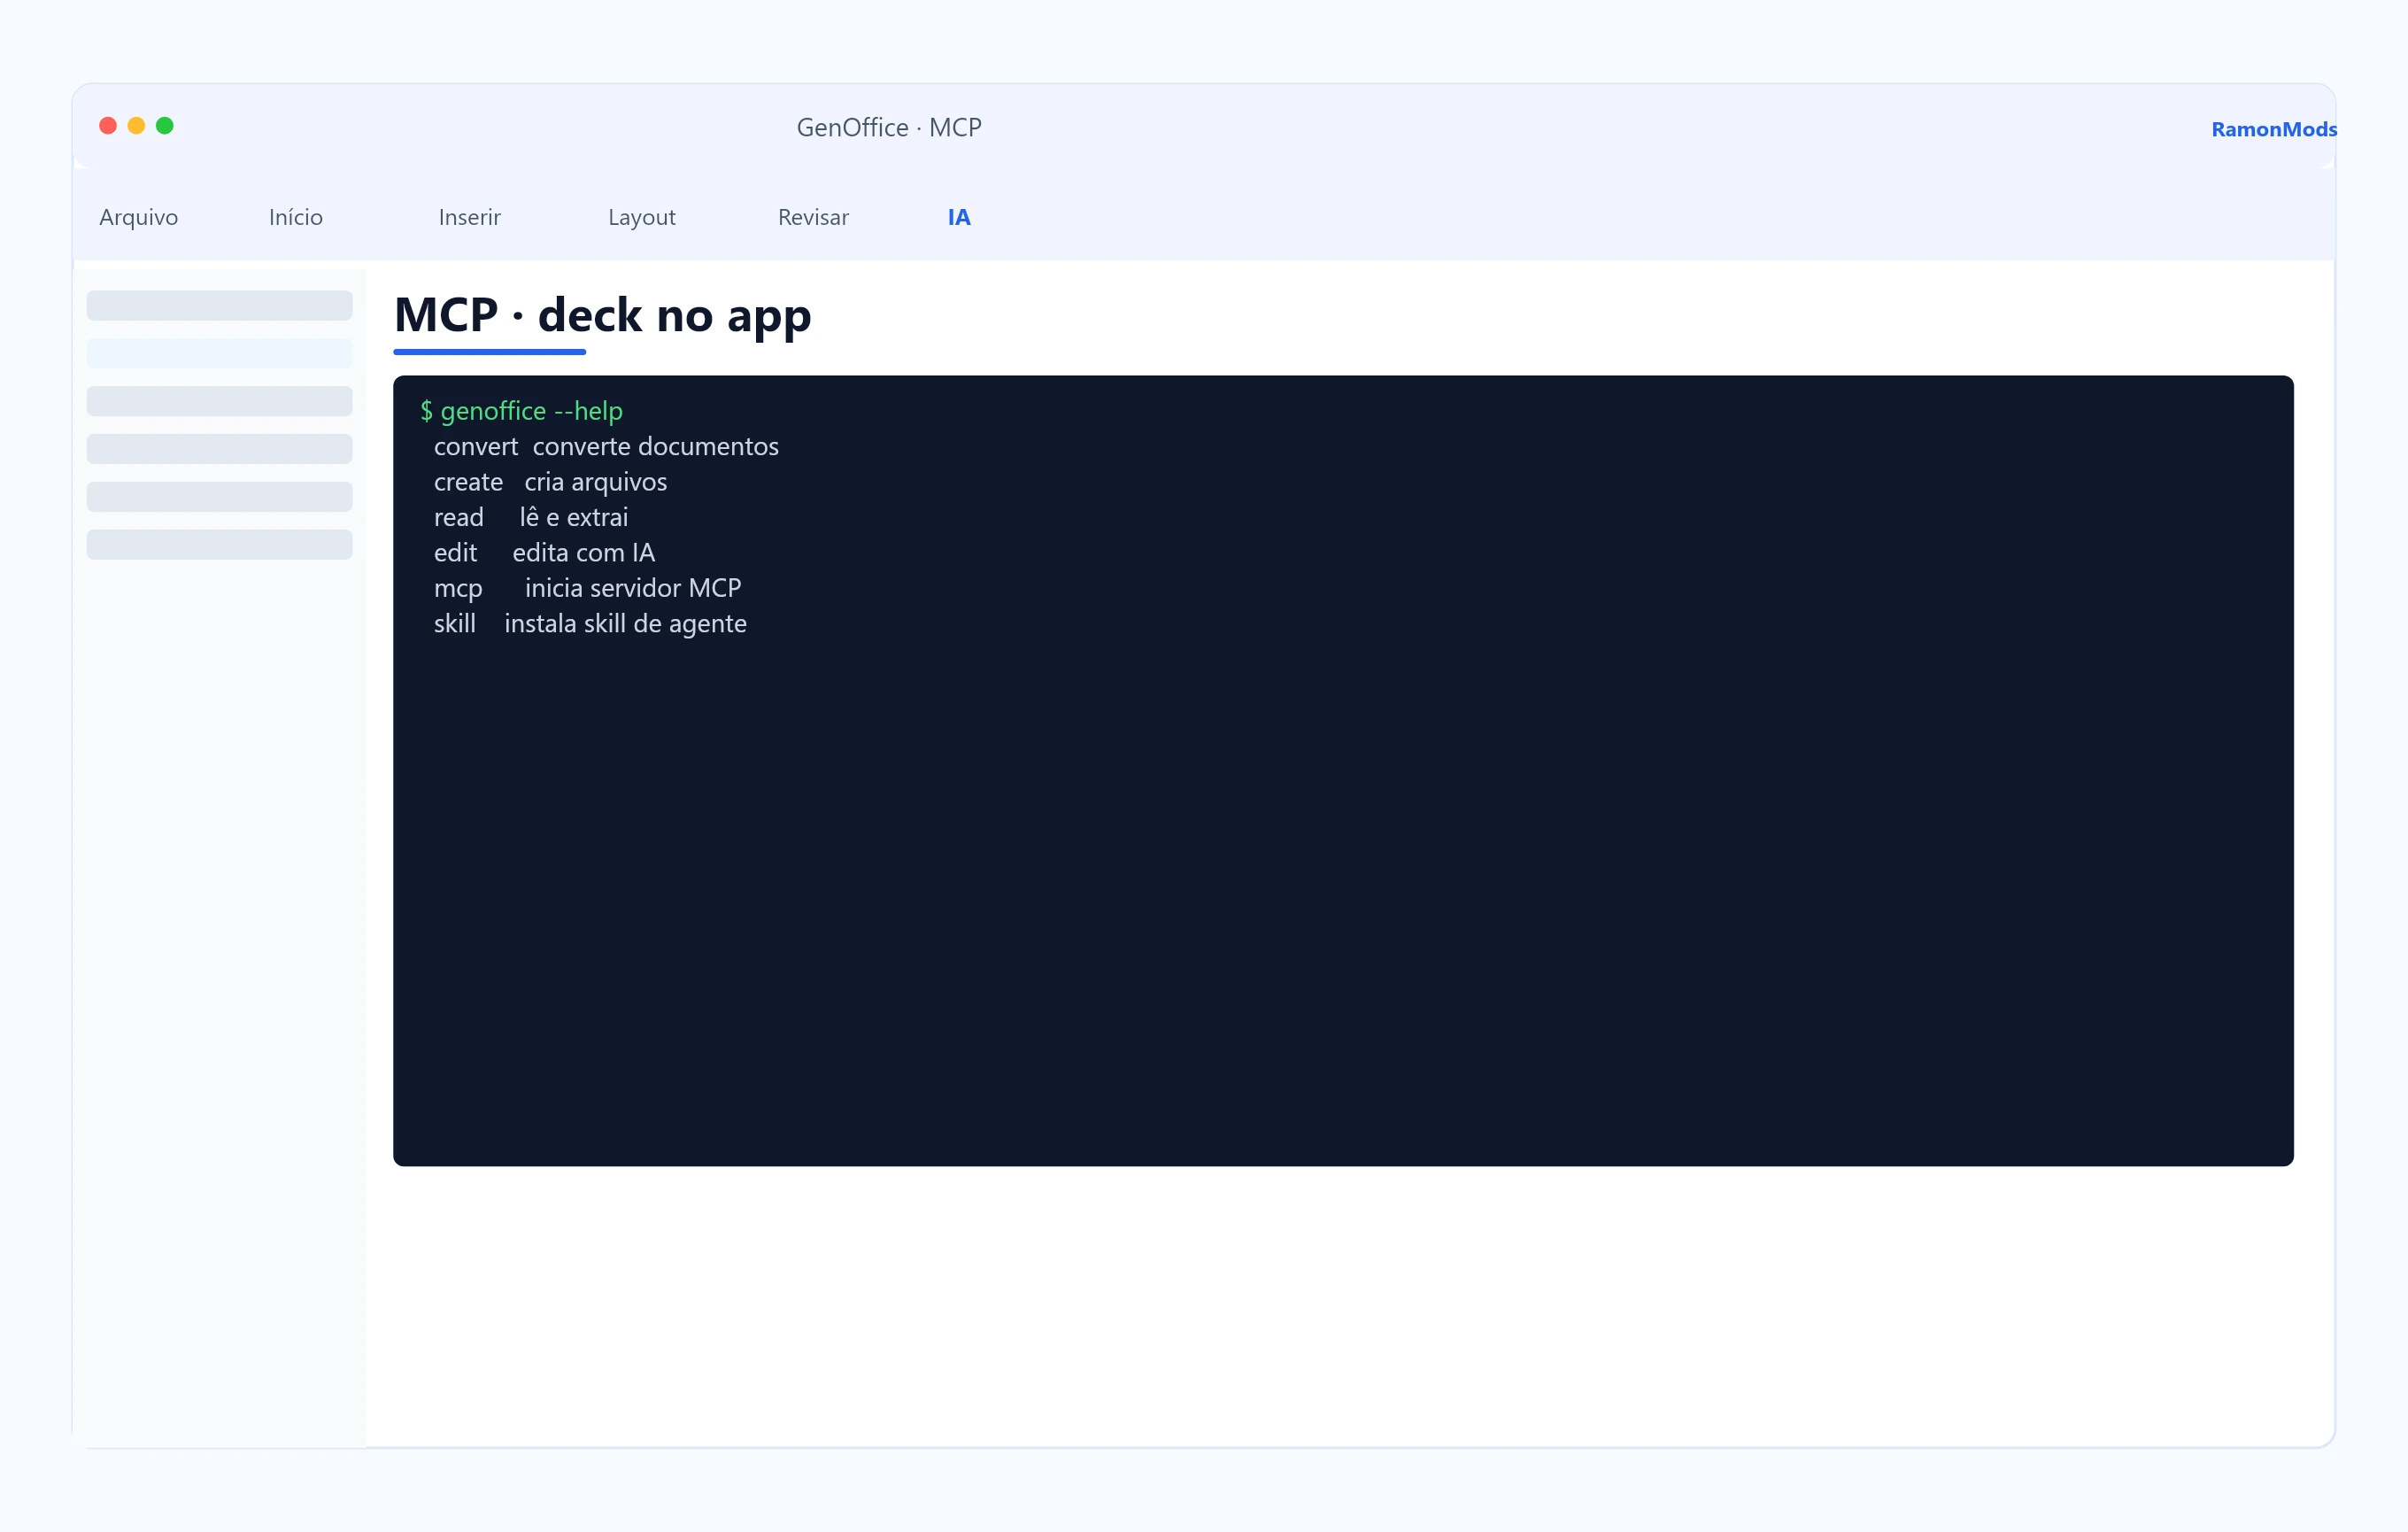 GenOffice · MCP
RamonMods
Arquivo Início Inserir Layout Revisar IA
MCP · deck no app
$ genoffice --help
convert converte documentos
create cria arquivos
read lê e extrai
edit edita com IA
mcp inicia servidor MCP
skill instala skill de agente